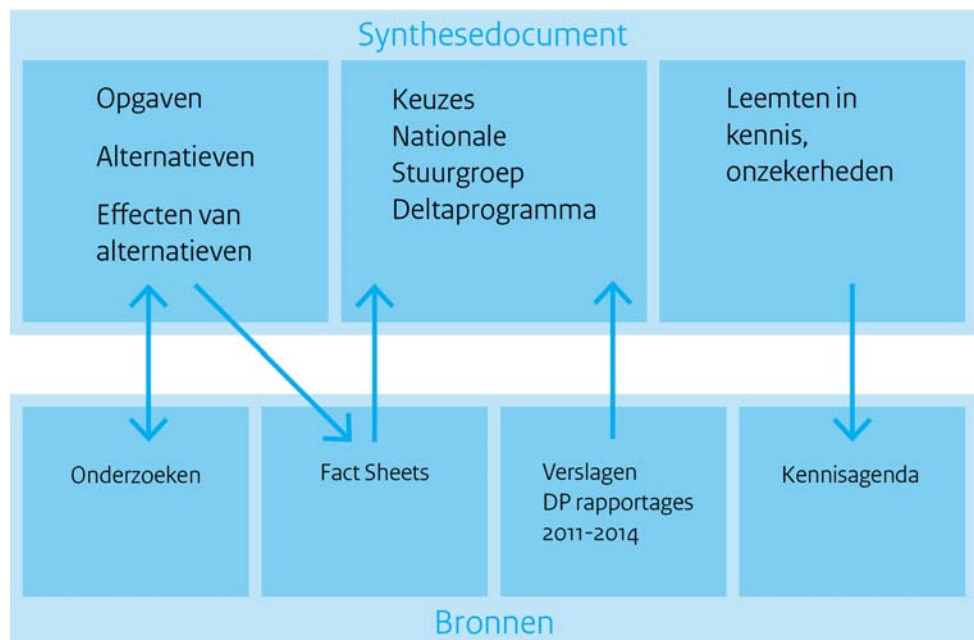 Synthesedocument
Opgaven
Alternatieven
Effecten van
alternatieven
Keuzes
Nationale
Stuurgroep
Deltaprogramma
Leemten in
kennis,
onzekerheden
Onderzoeken
Fact Sheets
Verslagen
DP rapportages
2011-2014
Kennisagenda
Bronnen